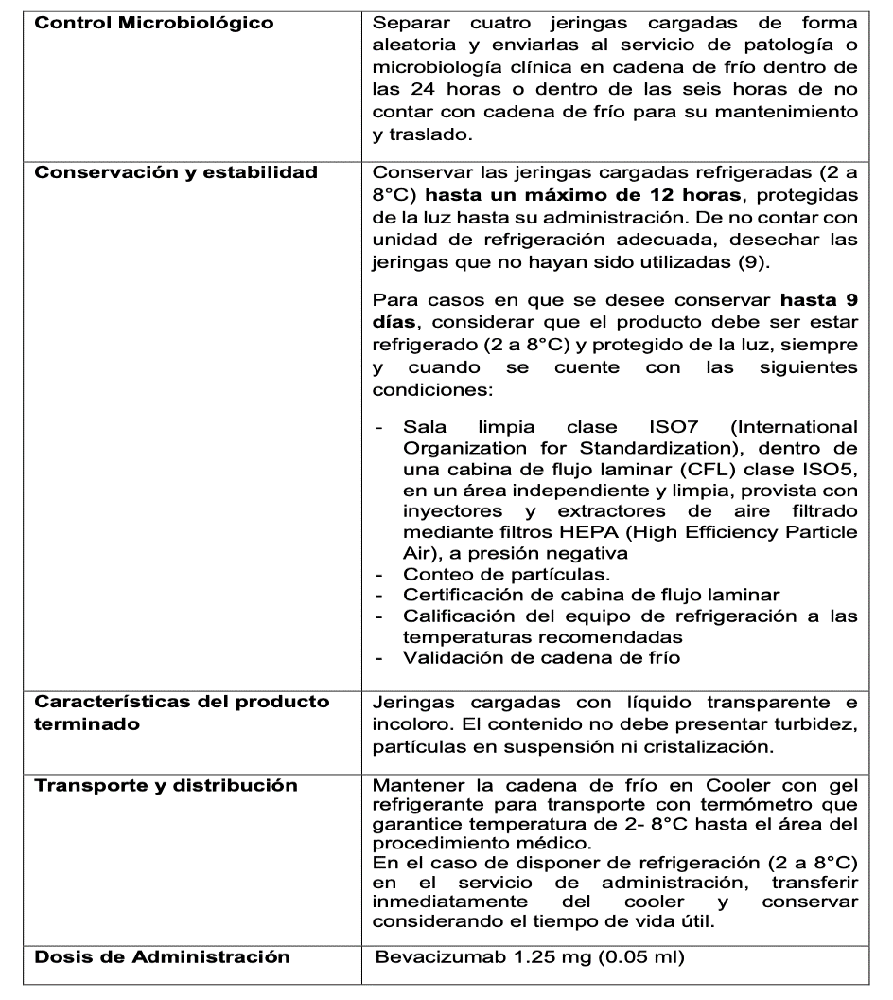 Control Microbiológico
Separar cuatro jeringas cargadas de forma
aleatoria y enviarlas al servicio de patología o
microbiología clínica en cadena de frío dentro de
las 24 horas o dentro de las seis horas de no
contar con cadena de frío para su mantenimiento
y traslado.
Conservación y estabilidad
Conservar las jeringas cargadas refrigeradas (2 a
8°C) hasta un máximo de 12 horas, protegidas
de la luz hasta su administración. De no contar con
unidad de refrigeración adecuada, desechar las
jeringas que no hayan sido utilizadas (9).
Para casos en que se desee conservar hasta 9
días, considerar que el producto debe ser estar
refrigerado (2 a 8°C) y protegido de la luz, siempre
y cuando se cuente con las siguientes
condiciones:
- Sala limpia clase ISO7 (International
Organization for Standardization), dentro de
una cabina de flujo laminar (CFL) clase ISO5,
en un área independiente y limpia, provista con
inyectores y extractores de aire filtrado
mediante filtros HEPA (High Efficiency Particle
Air), a presión negativa
- Conteo de partículas.
- Certificación de cabina de flujo laminar
- Calificación del equipo de refrigeración a las
temperaturas recomendadas
- Validación de cadena de frío
Características del producto
terminado
Jeringas cargadas con líquido transparente e
incoloro. El contenido no debe presentar turbidez,
partículas en suspensión ni cristalización.
Transporte y distribución
Mantener la cadena de frío en Cooler con gel
refrigerante para transporte con termómetro que
garantice temperatura de 2- 8°C hasta el área del
procedimiento médico.
En el caso de disponer de refrigeración (2 a 8°C)
en el servicio de administración, transferir
inmediatamente del cooler y conservar
considerando el tiempo de vida útil.
Dosis de Administración
Bevacizumab 1.25 mg (0.05 ml)